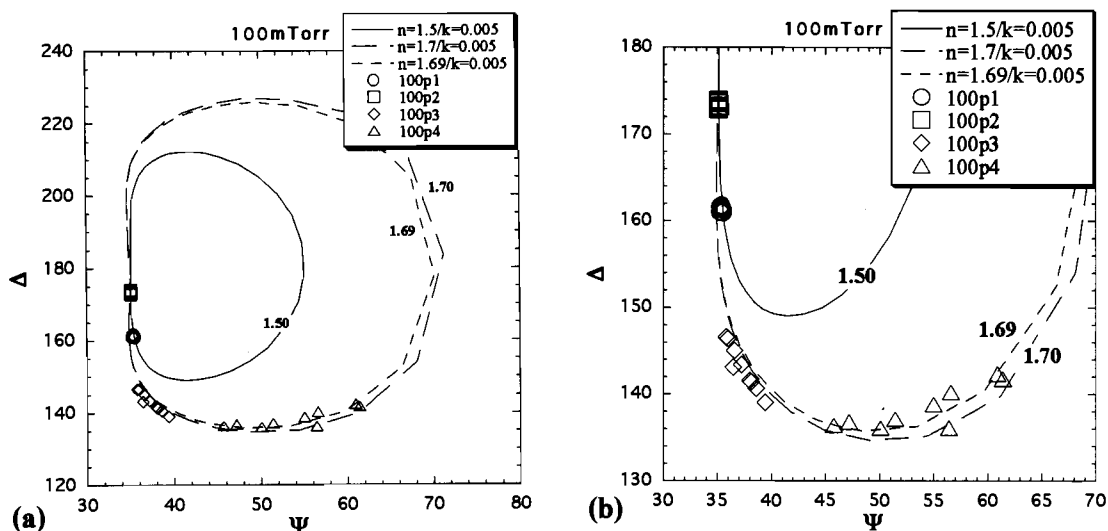 100mTorr
n=1.5/k=0.005
n=1.7/k=0.005
n=1.69/k=0.005
100p1
100p2
100p3
100p4
240
220
200
180
160
140
120
Δ
1.70
1.69
1.50
30 40 50 60 70 80
Ψ
(a)
100mTorr
n=1.5/k=0.005
n=1.7/k=0.005
n=1.69/k=0.005
100p1
100p2
100p3
100p4
180
170
160
150
140
130
Δ
1.50
1.69
1.70
30 35 40 45 50 55 60 65 70
Ψ
(b)